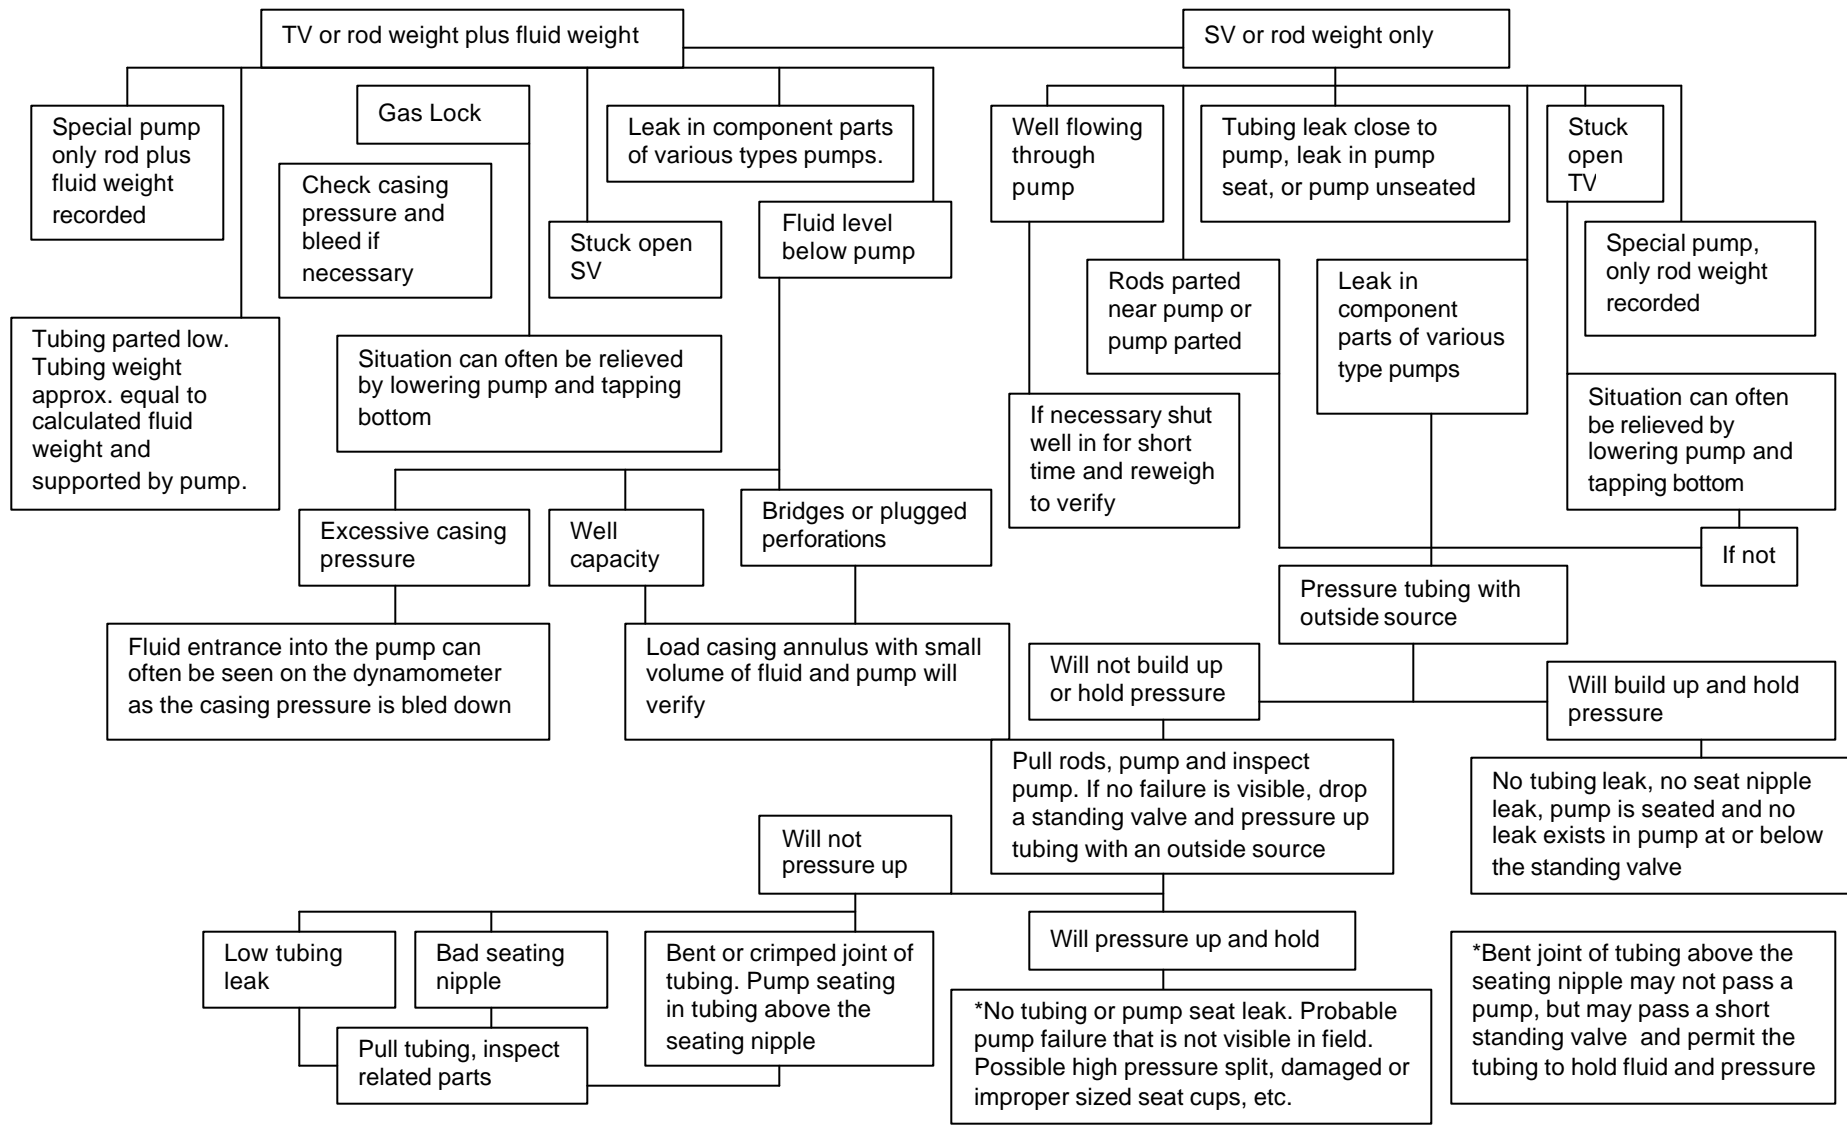 TV or rod weight plus fluid weight
SV or rod weight only
Special pump
only rod plus
fluid weight
recorded
Gas Lock
Check casing
pressure and
bleed if
necessary
Leak in component parts
of various types pumps.
Stuck open
SV
Fluid level
below pump
Well flowing
through
pump
Tubing leak close to
pump, leak in pump
seat, or pump unseated
Stuck
open
TV
Rods parted
near pump or
pump parted
Leak in
component
parts of various
type pumps
Special pump,
only rod weight
recorded
Tubing parted low.
Tubing weight
approx. equal to
calculated fluid
weight and
supported by pump.
Situation can often be relieved
by lowering pump and tapping
bottom
If necessary shut
well in for short
time and reweigh
to verify
Situation can often
be relieved by
lowering pump and
tapping bottom
Excessive casing
pressure
Well
capacity
Bridges or plugged
perforations
If not
Pressure tubing with
outside source
Fluid entrance into the pump can
often be seen on the dynamometer
as the casing pressure is bled down
Load casing annulus with small
volume of fluid and pump will
verify
Will not build up
or hold pressure
Will build up and hold
pressure
Pull rods, pump and inspect
pump. If no failure is visible, drop
a standing valve and pressure up
tubing with an outside source
No tubing leak, no seat nipple
leak, pump is seated and no
leak exists in pump at or below
the standing valve
Will not
pressure up
Low tubing
leak
Bad seating
nipple
Bent or crimped joint of
tubing. Pump seating
in tubing above the
seating nipple
Will pressure up and hold
Pull tubing, inspect
related parts
*No tubing or pump seat leak. Probable
pump failure that is not visible in field.
Possible high pressure split, damaged or
improper sized seat cups, etc.
*Bent joint of tubing above the
seating nipple may not pass a
pump, but may pass a short
standing valve and permit the
tubing to hold fluid and pressure